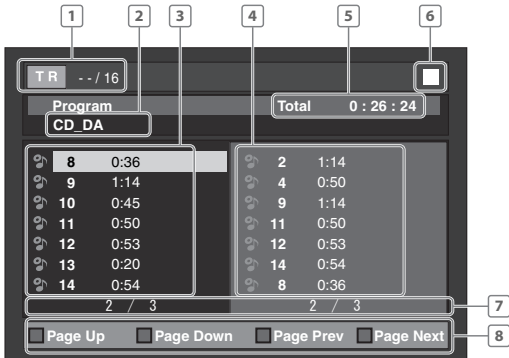 1 2 3 4 5 6
TR --/ 16
Program Total 0 : 26 : 24
CD_DA
8 0:36 2 1:14
9 1:14 4 0:50
10 0:45 9 1:14
11 0:50 11 0:50
12 0:53 12 0:53
13 0:20 14 0:54
14 0:54 8 0:36
2 / 3 2 / 3 7
Page Up Page Down Page Prev Page Next 8